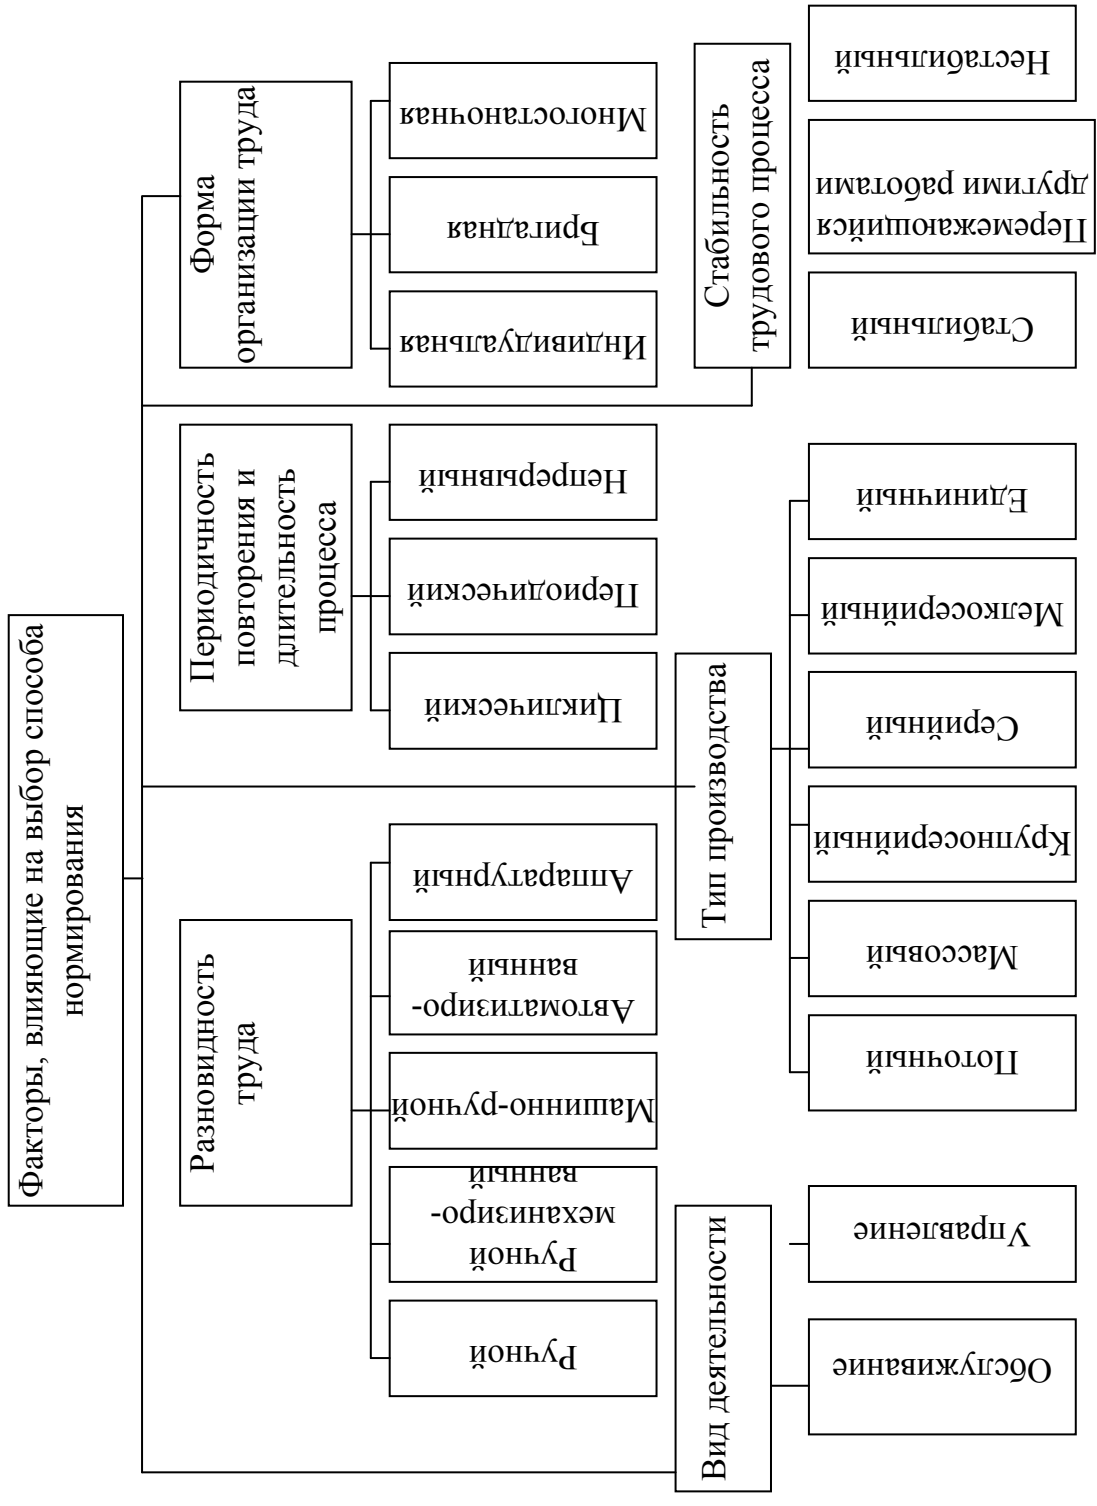 Факторы, влияющие на выбор способа
нормирования
Разновидность
труда
Периодичность
повторения и
длительность
процесса
Форма
организации труда
Ручной
Ручной
механизиро-
ванный
Машинно-ручной
Автоматизиро-
ванный
Аппаратурный
Циклический
Периодический
Непрерывный
Индивидуальная
Бригадная
Многостаночная
Вид деятельности
Тип производства
Стабильность
трудового процесса
Обслуживание
Управление
Поточный
Массовый
Крупносерийный
Серийный
Мелкосерийный
Единичный
Стабильный
Перемежающийся
другими работами
Нестабильный